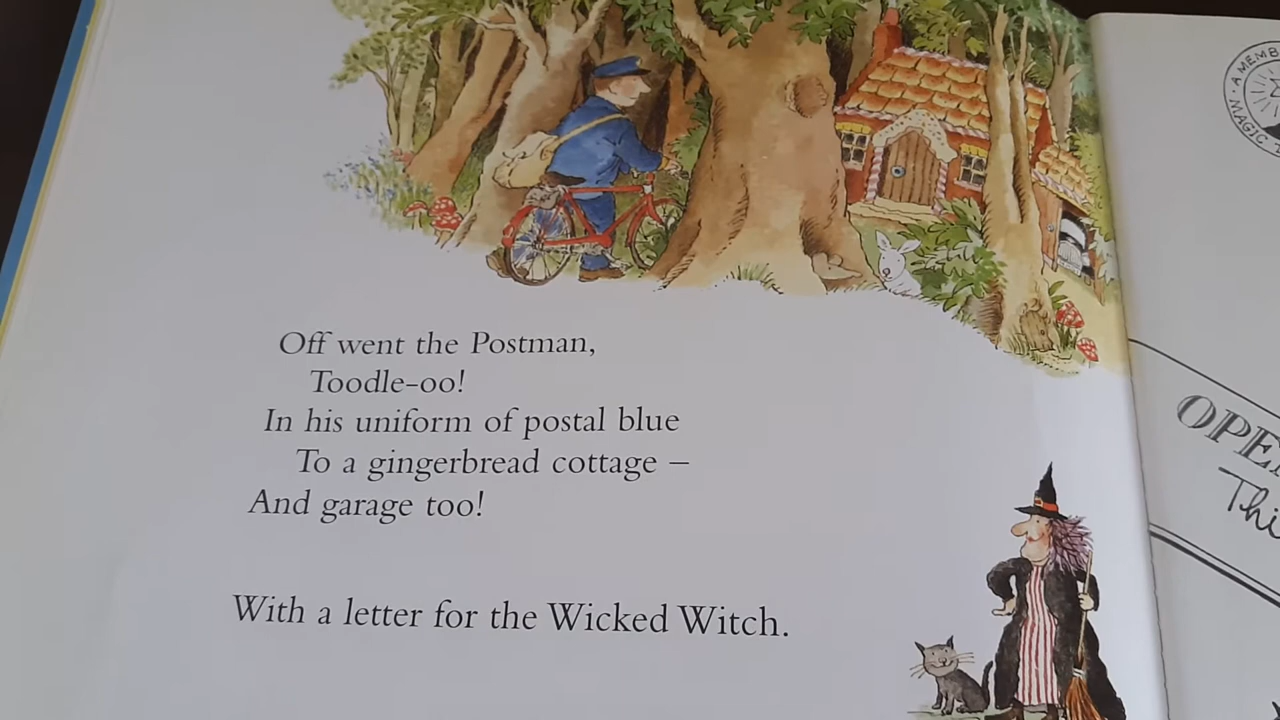 Off went the Postman,
Toodle-oo!
In his uniform of postal blue
To a gingerbread cottage –
And garage too!
With a letter for the Wicked Witch.
MAGIC